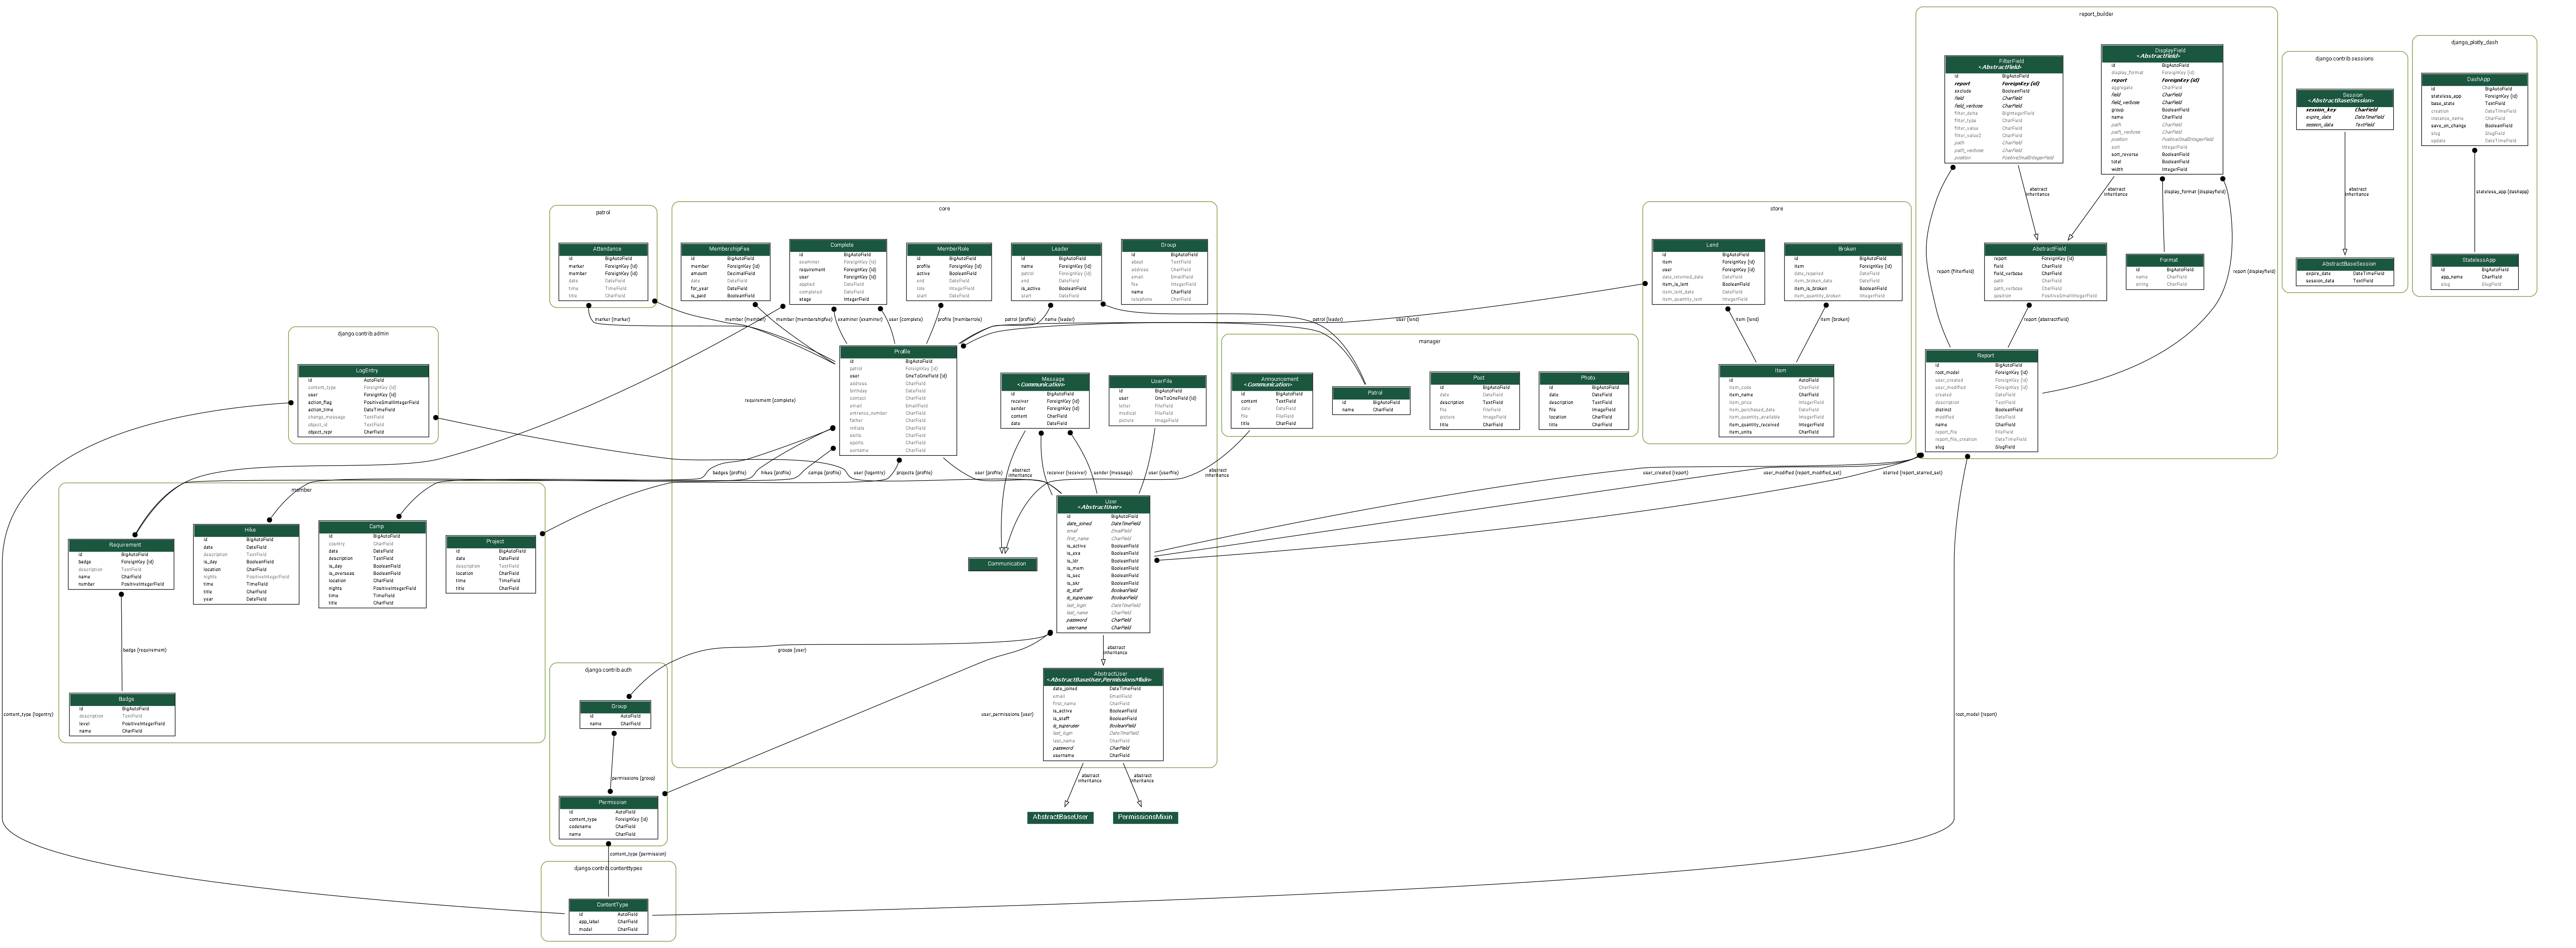 report_builder
FilterField
<AbstractField>
id BigAutoField
report ForeignKey (id)
exclude BooleanField
field CharField
field_verbose CharField
filter_delta BigIntegerField
filter_type CharField
filter_value CharField
filter_value2 CharField
path CharField
path_verbose CharField
position PositiveSmallIntegerField
DisplayField
<AbstractField>
id BigAutoField
display_format ForeignKey (id)
report ForeignKey (id)
aggregate CharField
field CharField
field_verbose CharField
group BooleanField
name CharField
path CharField
path_verbose CharField
position PositiveSmallIntegerField
sort IntegerField
sort_reverse BooleanField
total BooleanField
width IntegerField
abstract
inheritance
abstract
inheritance
display_format (displayfield)
report (filterfield)
report (displayfield)
AbstractField
report ForeignKey (id)
field CharField
field_verbose CharField
path CharField
path_verbose CharField
position PositiveSmallIntegerField
Format
id BigAutoField
name CharField
string CharField
report (abstractfield)
Report
id BigAutoField
root_model ForeignKey (id)
user_created ForeignKey (id)
user_modified ForeignKey (id)
created DateField
description TextField
distinct BooleanField
modified DateField
name CharField
report_file FileField
report_file_creation DateTimeField
slug SlugField
django.contrib.sessions
Session
<AbstractBaseSession>
session_key CharField
expire_date DateTimeField
session_data TextField
abstract
inheritance
AbstractBaseSession
expire_date DateTimeField
session_data TextField
django_plotly_dash
DashApp
id BigAutoField
stateless_app ForeignKey (id)
base_state TextField
creation DateTimeField
instance_name CharField
save_on_change BooleanField
slug SlugField
update DateTimeField
stateless_app (dashapp)
StatelessApp
id BigAutoField
app_name CharField
slug SlugField
patrol
Attendance
id BigAutoField
marker ForeignKey (id)
member ForeignKey (id)
date DateField
time TimeField
title CharField
core
MembershipFee
id BigAutoField
member ForeignKey (id)
amount DecimalField
date DateField
for_year DateField
is_paid BooleanField
Complete
id BigAutoField
examiner ForeignKey (id)
requirement ForeignKey (id)
user ForeignKey (id)
applied DateField
completed DateField
stage IntegerField
MemberRole
id BigAutoField
profile ForeignKey (id)
active BooleanField
end DateField
role IntegerField
start DateField
Leader
id BigAutoField
name ForeignKey (id)
patrol ForeignKey (id)
end DateField
is_active BooleanField
start DateField
Group
id BigAutoField
about TextField
address CharField
email EmailField
fee IntegerField
name CharField
telephone CharField
store
Lend
id BigAutoField
item ForeignKey (id)
user ForeignKey (id)
date_returned_date DateField
item_is_lent BooleanField
item_lent_date DateField
item_quantity_lent IntegerField
Broken
id BigAutoField
item ForeignKey (id)
date_repaired DateField
item_broken_date DateField
item_is_broken BooleanField
item_quantity_broken IntegerField
marker (marker)
member (member)
member (membershipfee)
examiner (examiner)
user (complete)
profile (memberrole)
patrol (profile)
name (leader)
patrol (leader)
user (lend)
item (lend)
item (broken)
Item
id AutoField
item_code CharField
item_name CharField
item_price IntegerField
item_purchased_date DateField
item_quantity_available IntegerField
item_quantity_received IntegerField
item_units CharField
django.contrib.admin
LogEntry
id AutoField
content_type ForeignKey (id)
user ForeignKey (id)
action_flag PositiveSmallIntegerField
action_time DateTimeField
change_message TextField
object_id TextField
object_repr CharField
Profile
id BigAutoField
patrol ForeignKey (id)
user OneToOneField (id)
address CharField
birthday DateField
contact CharField
email EmailField
entrance_number CharField
father CharField
initials CharField
skills CharField
sports CharField
surname CharField
Message
<Communication>
id BigAutoField
receiver ForeignKey (id)
sender ForeignKey (id)
content CharField
date DateField
UserFile
id BigAutoField
user OneToOneField (id)
letter FileField
medical FileField
picture ImageField
manager
Announcement
<Communication>
id BigAutoField
content TextField
date DateField
file FileField
title CharField
Patrol
id BigAutoField
name CharField
Post
id BigAutoField
date DateField
description TextField
file FileField
picture ImageField
title CharField
Photo
id BigAutoField
date DateField
description TextField
file ImageField
location CharField
title CharField
requirement (complete)
badges (profile)
hikes (profile)
camps (profile)
user (logentry)
projects (profile)
user (profile)
abstract
inheritance
receiver (receiver)
sender (message)
user (userfile)
abstract
inheritance
user_created (report)
user_modified (report_modified_set)
starred (report_starred_set)
member
Requirement
id BigAutoField
badge ForeignKey (id)
description TextField
name CharField
number PositiveIntegerField
Hike
id BigAutoField
date DateField
description TextField
is_day BooleanField
location CharField
nights PositiveIntegerField
time TimeField
title CharField
year DateField
Camp
id BigAutoField
country CharField
date DateField
description TextField
is_day BooleanField
is_overseas BooleanField
location CharField
nights PositiveIntegerField
time TimeField
title CharField
Project
id BigAutoField
date DateField
description TextField
location CharField
time TimeField
title CharField
Communication
User
<AbstractUser>
id BigAutoField
date_joined DateTimeField
email EmailField
first_name CharField
is_active BooleanField
is_exa BooleanField
is_ldr BooleanField
is_mem BooleanField
is_sec BooleanField
is_skr BooleanField
is_staff BooleanField
is_superuser BooleanField
last_login DateTimeField
last_name CharField
password CharField
username CharField
badge (requirement)
Badge
id BigAutoField
description TextField
level PositiveIntegerField
name CharField
groups (user)
abstract
inheritance
django.contrib.auth
Group
id AutoField
name CharField
AbstractUser
<AbstractBaseUser,PermissionsMixin>
date_joined DateTimeField
email EmailField
first_name CharField
is_active BooleanField
is_staff BooleanField
is_superuser BooleanField
last_login DateTimeField
last_name CharField
password CharField
username CharField
content_type (logentry)
user_permissions (user)
root_model (report)
permissions (group)
abstract
inheritance
abstract
inheritance
Permission
id AutoField
content_type ForeignKey (id)
codename CharField
name CharField
AbstractBaseUser
PermissionsMixin
content_type (permission)
django.contrib.contenttypes
ContentType
id AutoField
app_label CharField
model CharField